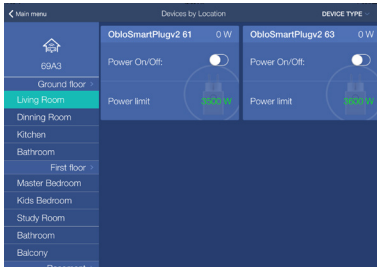 Main menu
Devices by Location
DEVICE TYPE
69A3
Ground floor >
Living Room
Dinning Room
Kitchen
Bathroom
First floor >
Master Bedroom
Kids Bedroom
Study Room
Bathroom
Balcony
Basement
ObloSmartPlugv2 61 0 W
Power On/Off:
Power limit 3500 W
ObloSmartPlugv2 63 0 W
Power On/Off:
Power limit 3600 W